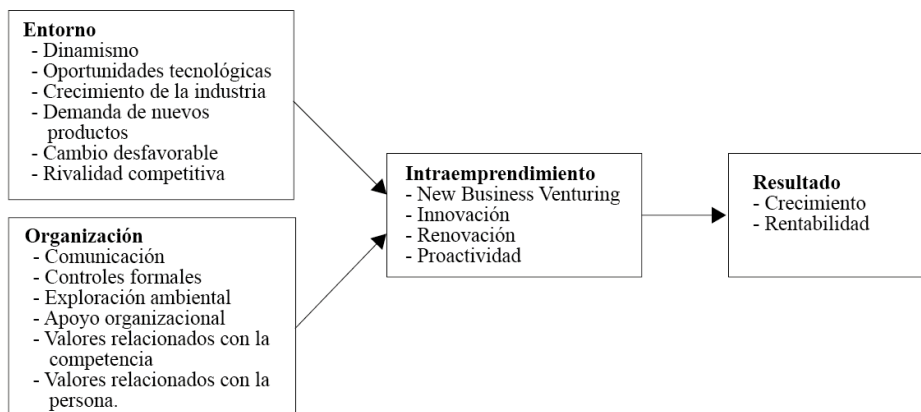 Entorno
- Dinamismo
- Oportunidades tecnológicas
- Crecimiento de la industria
- Demanda de nuevos
productos
- Cambio desfavorable
- Rivalidad competitiva
Organización
- Comunicación
- Controles formales
- Exploración ambiental
- Apoyo organizacional
- Valores relacionados con la
competencia
- Valores relacionados con la
persona.
Intraemprendimiento
- New Business Venturing
- Innovación
- Renovación
- Proactividad
Resultado
- Crecimiento
- Rentabilidad